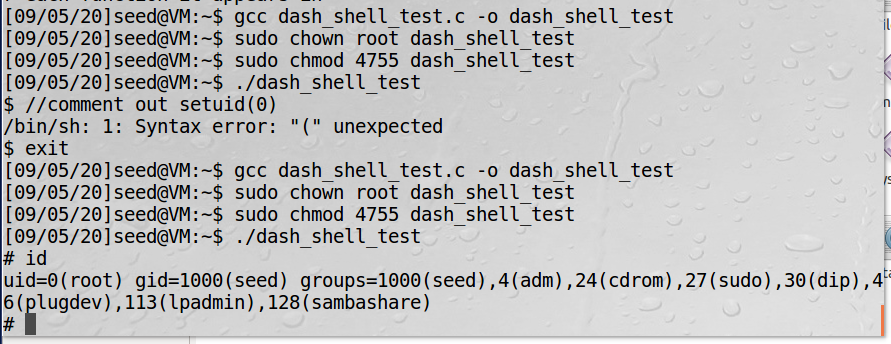 [09/05/20]seed@VM:~$ gcc dash_shell_test.c -o dash_shell_test
[09/05/20]seed@VM:~$ sudo chown root dash_shell_test
[09/05/20]seed@VM:~$ sudo chmod 4755 dash_shell_test
[09/05/20]seed@VM:~$ ./dash_shell_test
$ //comment out setuid(0)
/bin/sh: 1: Syntax error: "(" unexpected
$ exit
[09/05/20]seed@VM:~$ gcc dash_shell_test.c -o dash_shell_test
[09/05/20]seed@VM:~$ sudo chown root dash_shell_test
[09/05/20]seed@VM:~$ sudo chmod 4755 dash_shell_test
[09/05/20]seed@VM:~$ ./dash_shell_test
# id
uid=0(root) gid=1000(seed) groups=1000(seed),4(adm),24(cdrom),27(sudo),30(dip),4
6(plugdev),113(lpadmin),128(sambashare)
#